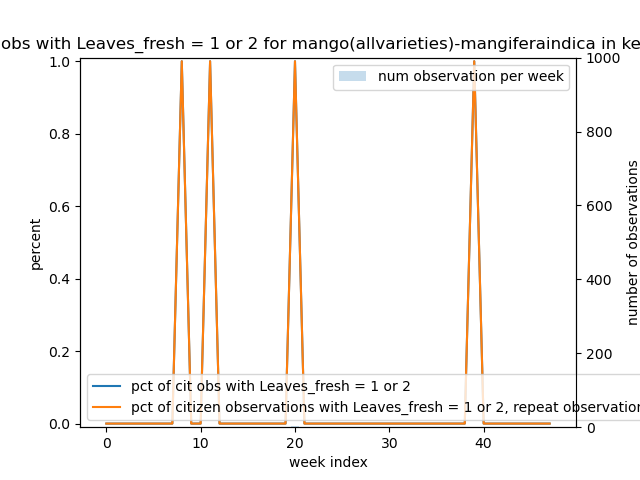 obs with Leaves_fresh = 1 or 2 for mango(allvarieties)-mangiferaindica in ke
num observation per week
1.0
0.8
0.6
0.4
0.2
0.0
percent
1000
800
600
400
200
0
number of observations
pct of cit obs with Leaves_fresh = 1 or 2
pct of citizen observations with Leaves_fresh = 1 or 2, repeat observation
0 10 20 30 40
week index